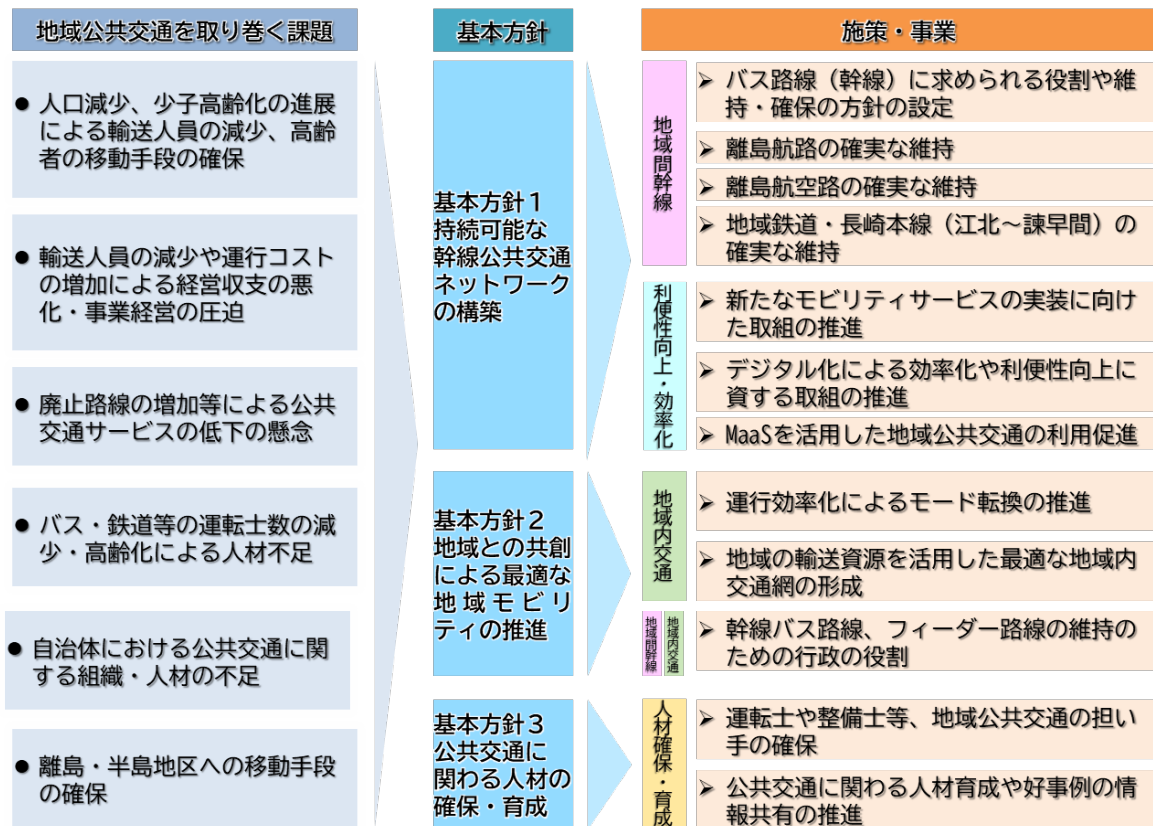 地域公共交通を取り巻く課題
● 人口減少、少子高齢化の進展
による輸送人員の減少、高齢
者の移動手段の確保
● 輸送人員の減少や運行コスト
の増加による経営収支の悪
化・事業経営の圧迫
● 廃止路線の増加等による公共
交通サービスの低下の懸念
● バス・鉄道等の運転士数の減
少・高齢化による人材不足
● 自治体における公共交通に関
する組織・人材の不足
● 離島・半島地区への移動手段
の確保
基本方針
基本方針１
持続可能な
幹線公共交通
ネットワーク
の構築
基本方針２
地域との共創
による最適な
地域モビリ
ティの推進
基本方針３
公共交通に
関わる人材の
確保・育成
施策・事業
地域間幹線
➢ バス路線（幹線）に求められる役割や維
持・確保の方針の設定
➢ 離島航路の確実な維持
➢ 離島航空路の確実な維持
➢ 地域鉄道・長崎本線（江北～諫早間）の
確実な維持
利便性向上・効率化
➢ 新たなモビリティサービスの実装に向け
た取組の推進
➢ デジタル化による効率化や利便性向上に
資する取組の推進
➢ MaaSを活用した地域公共交通の利用促進
地域内交通
➢ 運行効率化によるモード転換の推進
➢ 地域の輸送資源を活用した最適な地域内
交通網の形成
地域間幹線
地域内交通
➢ 幹線バス路線、フィーダー路線の維持の
ための行政の役割
人材確保・育成
➢ 運転士や整備士等、地域公共交通の担い
手の確保
➢ 公共交通に関わる人材育成や好事例の情
報共有の推進